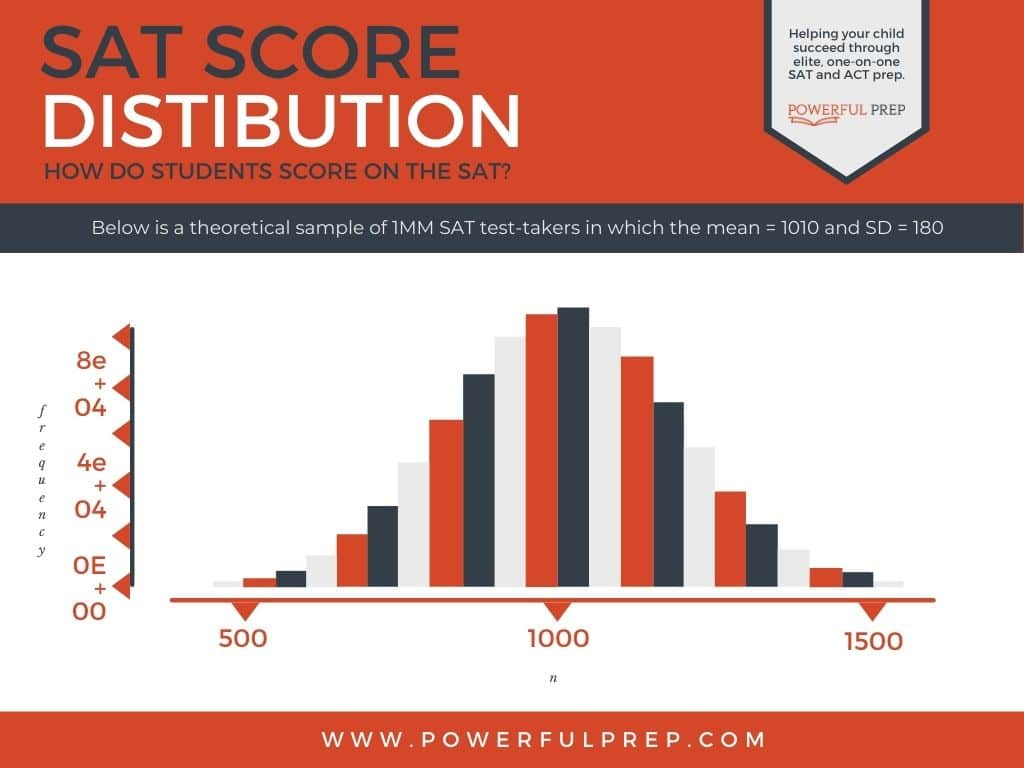 SAT SCORE
DISTIBUTION
HOW DO STUDENTS SCORE ON THE SAT?
Helping your child
succeed through
elite, one-on-one
SAT and ACT prep.
POWERFUL PREP
Below is a theoretical sample of 1MM SAT test-takers in which the mean = 1010 and SD = 180
frequency
8e
+
04
4e
+
04
0E
+
00
500
1000
1500
n
WWW.POWERFULPREP.COM